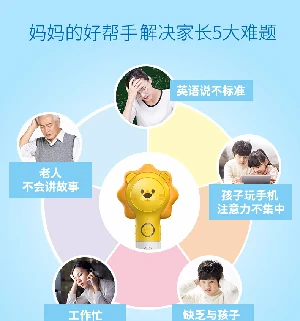 妈妈的好帮手解决家长5大难题
英语说不标准
老人
不会讲故事
孩子玩手机
注意力不集中
工作忙
缺乏与孩子